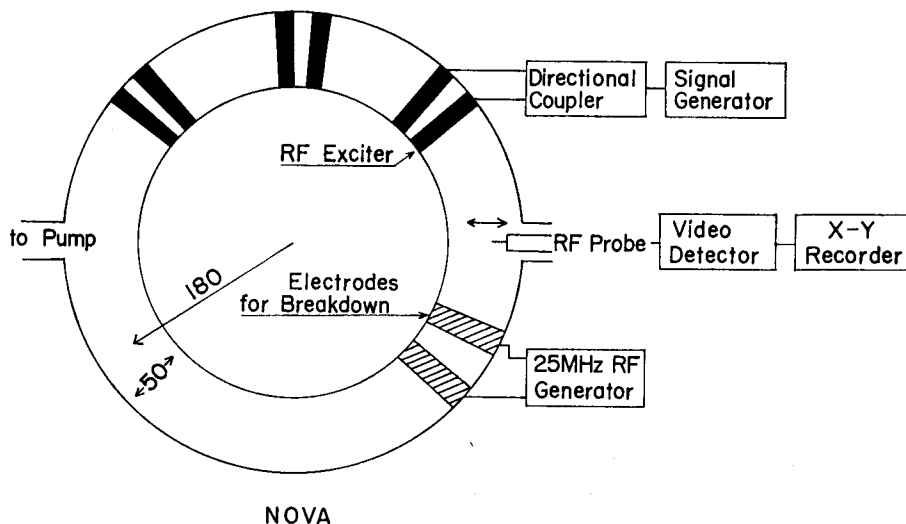 Directional
Coupler
Signal
Generator
RF Exciter
to Pump
RF Probe
Video
Detector
X-Y
Recorder
180
Electrodes
for Breakdown
50
25MHz RF
Generator
NOVA